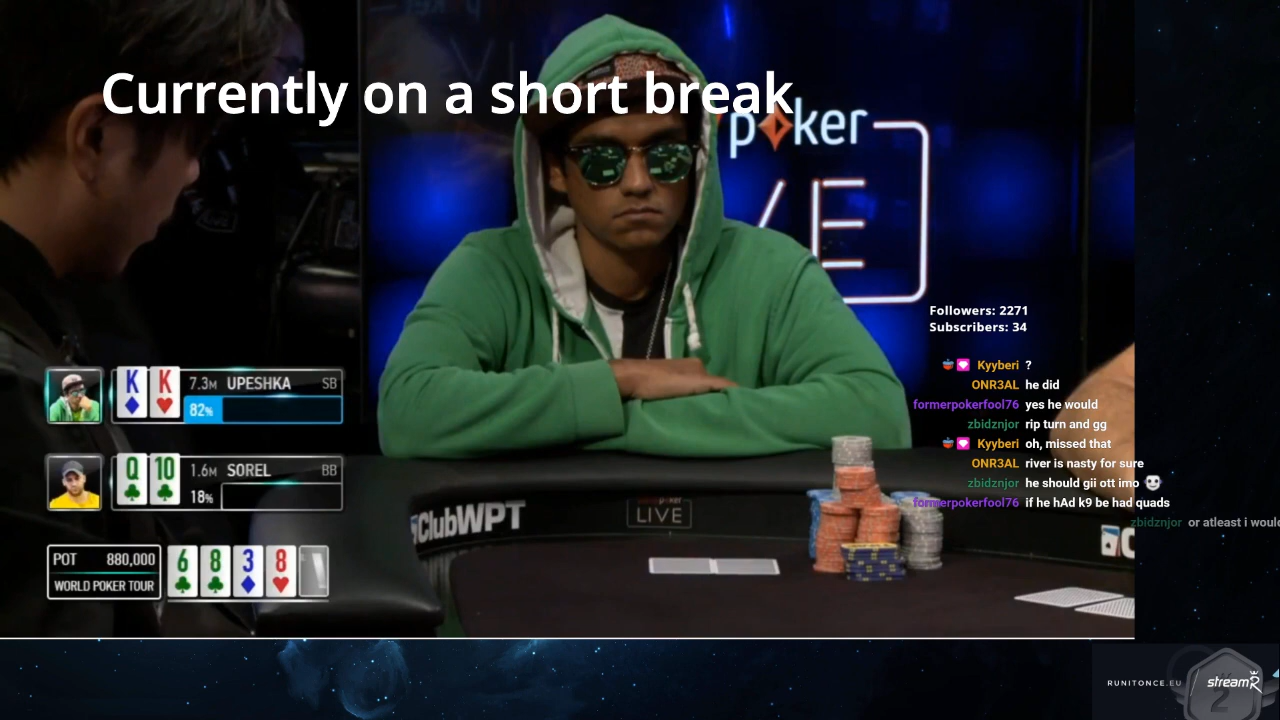 Currently on a short break
poker
Followers: 2271
Subscribers: 34
Kyyberi ?
ONR3AL he did
formerpokerfool76 yes he would
zbidznjor rip turn and gg
Kyyberi oh, missed that
ONR3AL river is nasty for sure
zbidznjor he should gii ott imo
formerpokerfool76 if he hAd k9 be had quads
zbidznjor or atleast i would
K K 7.3M UPESHKA SB
82%
Q 10 1.6M SOREL BB
18%
POT 880,000
WORLD POKER TOUR
6 8 3 8
ClubWPT
LIVE
RUNITONCE.EU
streamR
2